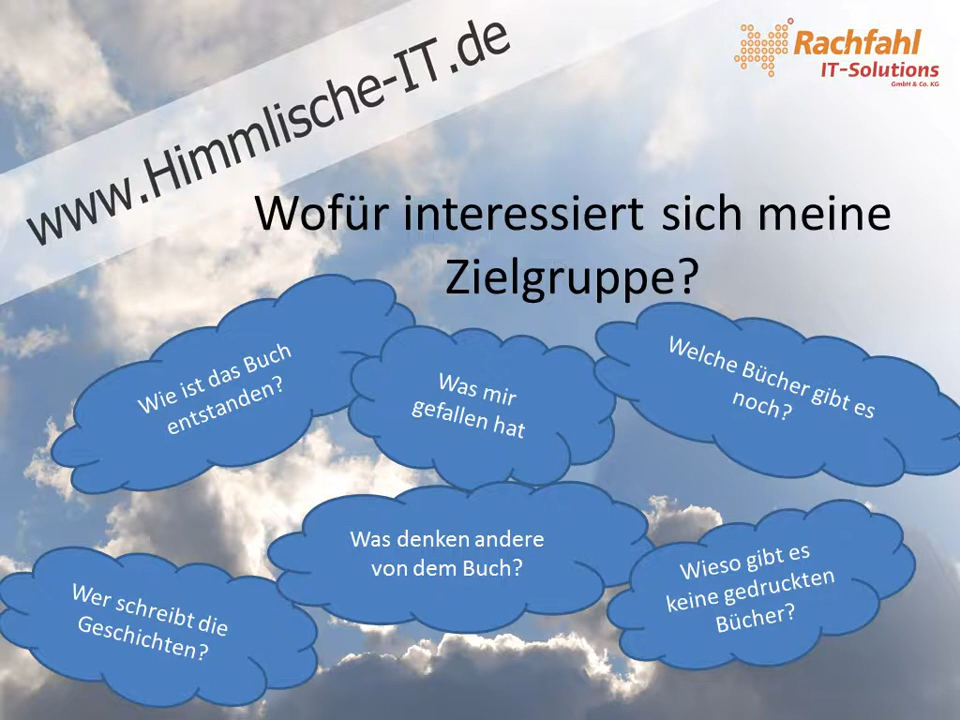 www.Himmlische-IT.de
Rachfahl
IT-Solutions
GmbH & Co. KG
Wofür interessiert sich meine
Zielgruppe?
Wie ist das Buch
entstanden?
Was mir
gefallen hat
Welche Bücher gibt es
noch?
Wer schreibt die
Geschichten?
Was denken andere
von dem Buch?
Wieso gibt es
keine gedruckten
Bücher?